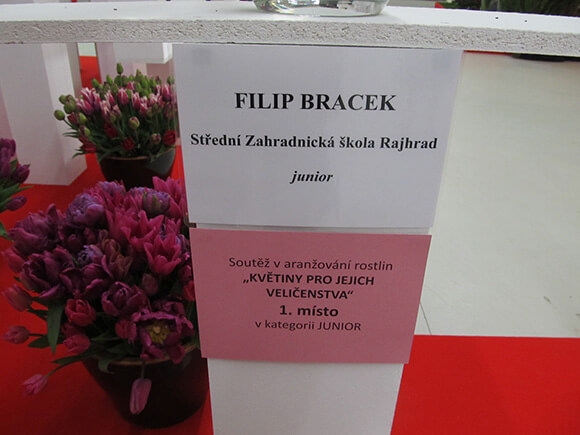 FILIP BRACEK
Střední Zahradnická škola Rajhrad
junior
Soutěž v aranžování rostlin
„KVĚTINY PRO JEJICH
VELIČENSTVA“
1. místo
v kategorii JUNIOR